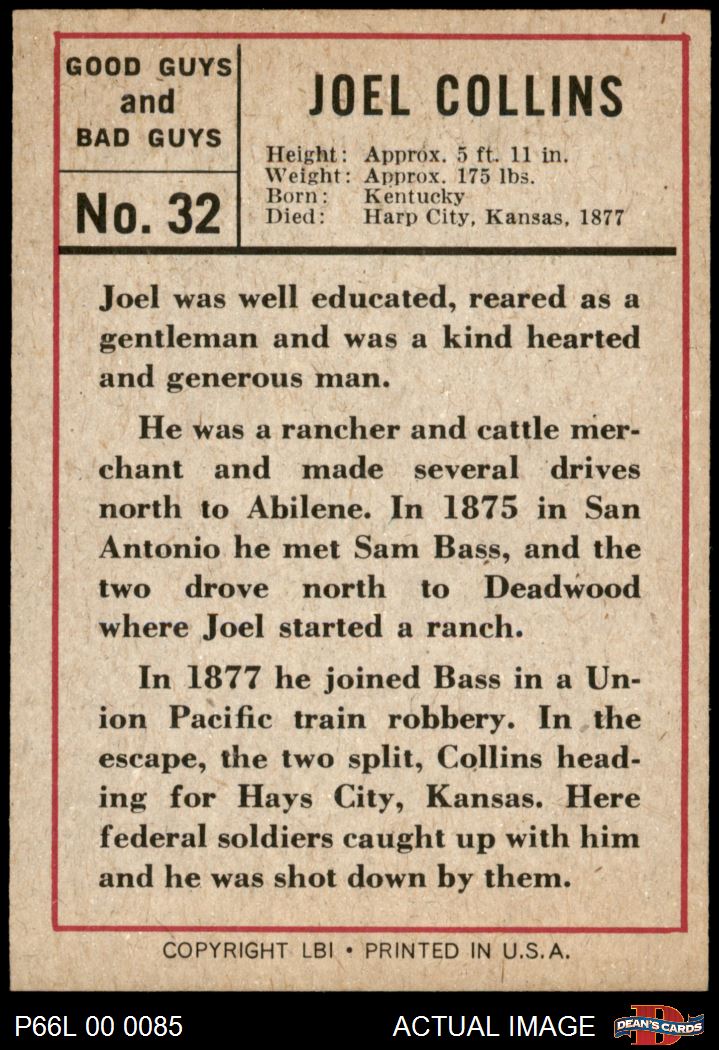 GOOD GUYS
and
BAD GUYS
No. 32
JOEL COLLINS
Height: Approx. 5 ft. 11 in.
Weight: Approx. 175 lbs.
Born: Kentucky
Died: Harp City, Kansas, 1877
Joel was well educated, reared as a
gentleman and was a kind hearted
and generous man.
He was a rancher and cattle mer-
chant and made several drives
north to Abilene. In 1875 in San
Antonio he met Sam Bass, and the
two drove north to Deadwood
where Joel started a ranch.
In 1877 he joined Bass in a Un-
ion Pacific train robbery. In the
escape, the two split, Collins head-
ing for Hays City, Kansas. Here
federal soldiers caught up with him
and he was shot down by them.
COPYRIGHT LBI • PRINTED IN U.S.A.
P66L 00 0085
ACTUAL IMAGE
D
DEAN'S CARDS